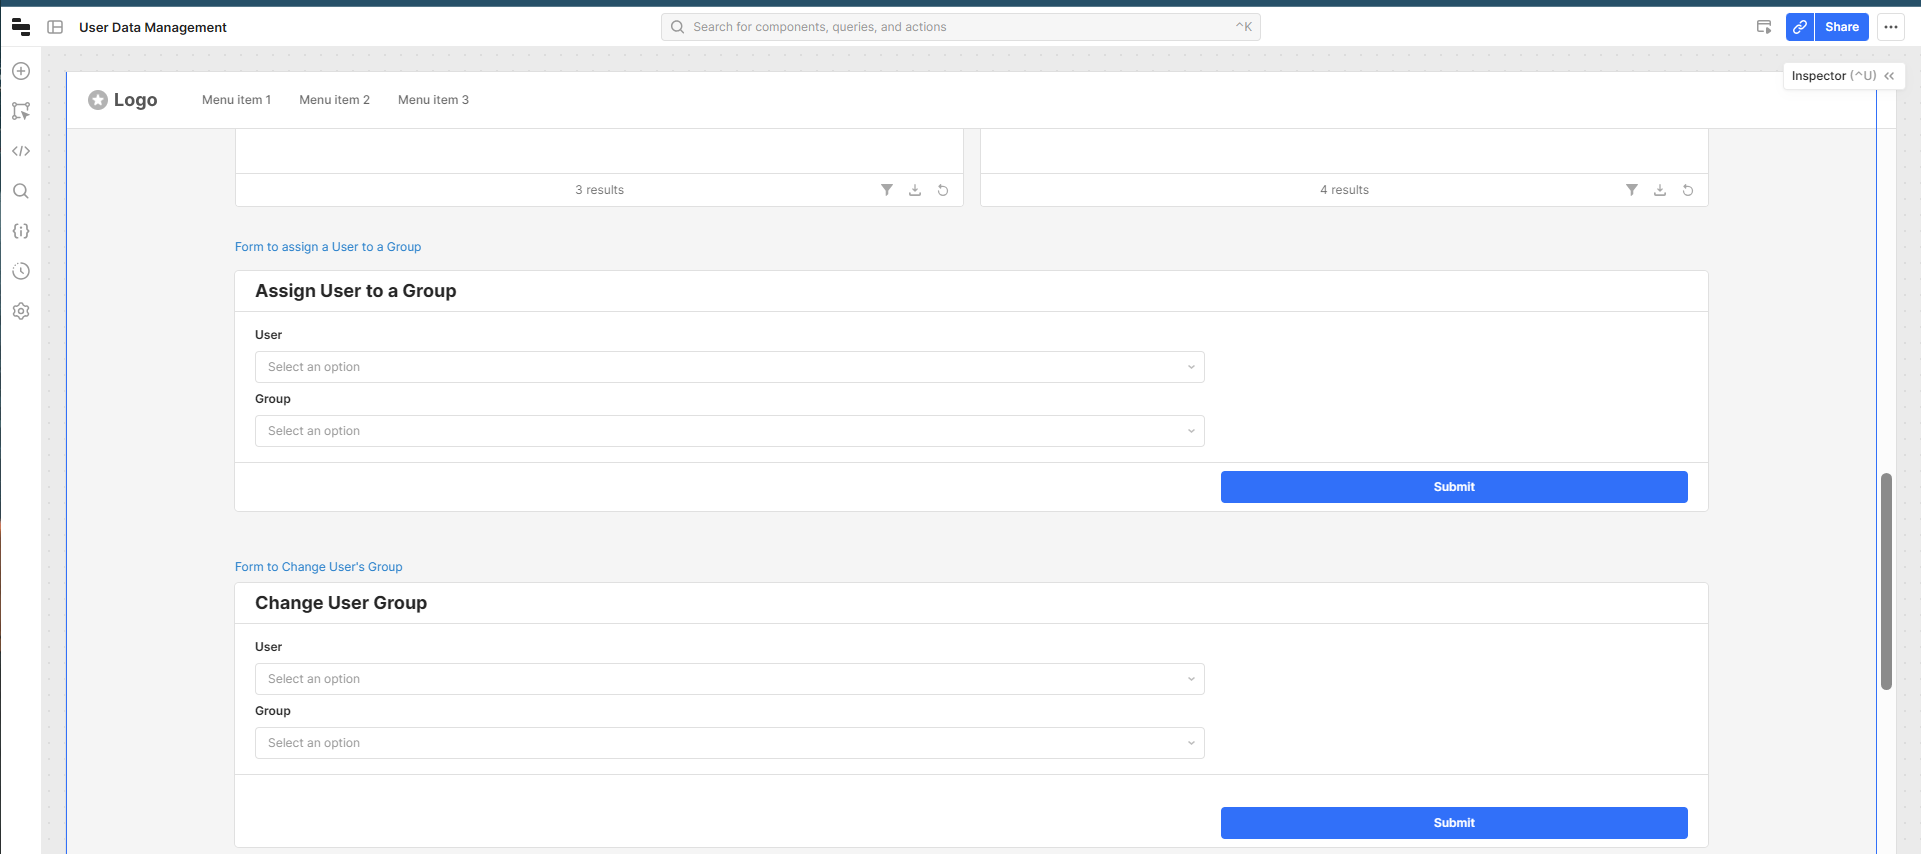 User Data Management
Search for components, queries, and actions
^K
Share
Inspector (^U)
Logo
Menu item 1
Menu item 2
Menu item 3
3 results
4 results
Form to assign a User to a Group
Assign User to a Group
User
Select an option
Group
Select an option
Submit
Form to Change User's Group
Change User Group
User
Select an option
Group
Select an option
Submit